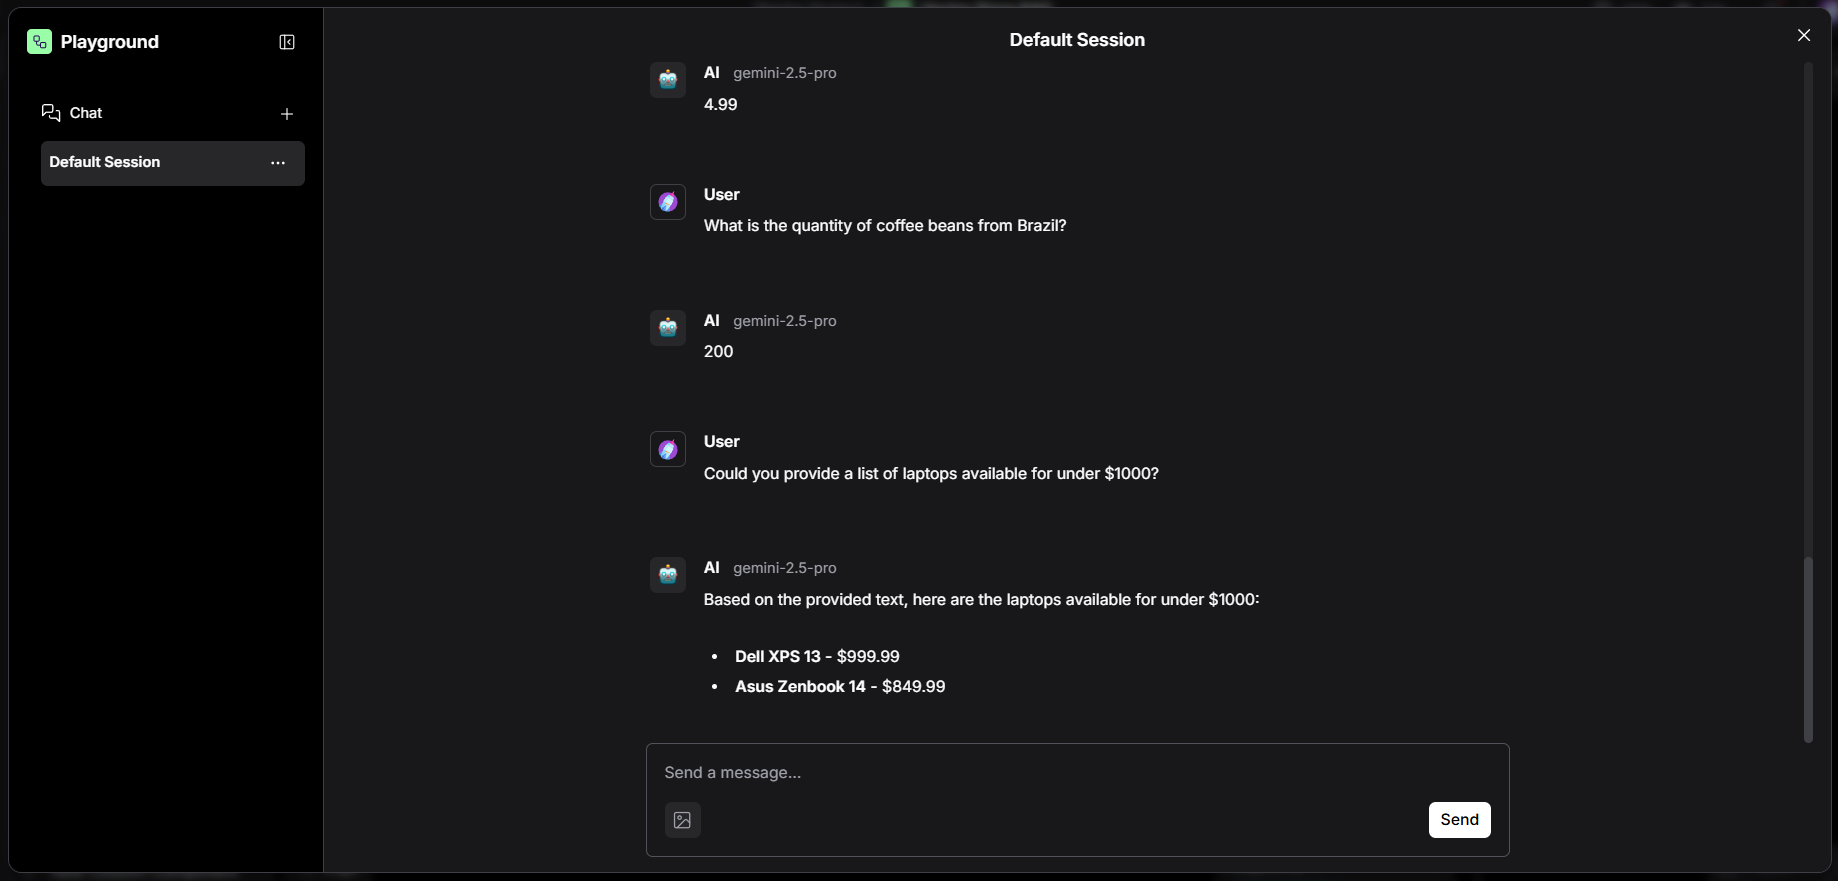 Playground
Default Session
Chat
Default Session
AI gemini-2.5-pro
4.99
User
What is the quantity of coffee beans from Brazil?
AI gemini-2.5-pro
200
User
Could you provide a list of laptops available for under $1000?
AI gemini-2.5-pro
Based on the provided text, here are the laptops available for under $1000:
• Dell XPS 13 - $999.99
• Asus Zenbook 14 - $849.99
Send a message...
Send